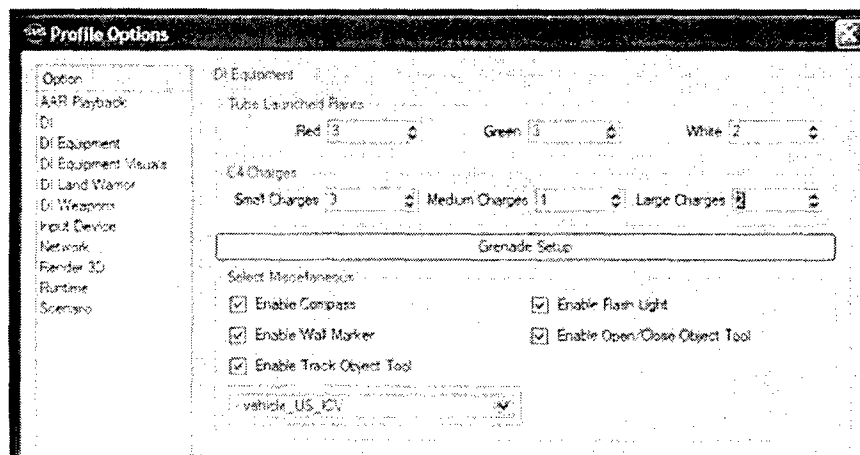 Profile Options
Option
AAR Playback
DI
DI Equipment
DI Equipment Visuals
DI Land Warrior
DI Weapons
Input Device
Network
Render 3D
Runtime
Scenario
DI Equipment
Tube Launched Flares
Red 3 Green 3 White 2
C4 Charges
Small Charges 3 Medium Charges 1 Large Charges 2
Grenade Setup
Select Miscellaneous
Enable Compass Enable Flash Light
Enable Wall Marker Enable Open/Close Object Tool
Enable Track Object Tool
vehicle_US_ICV